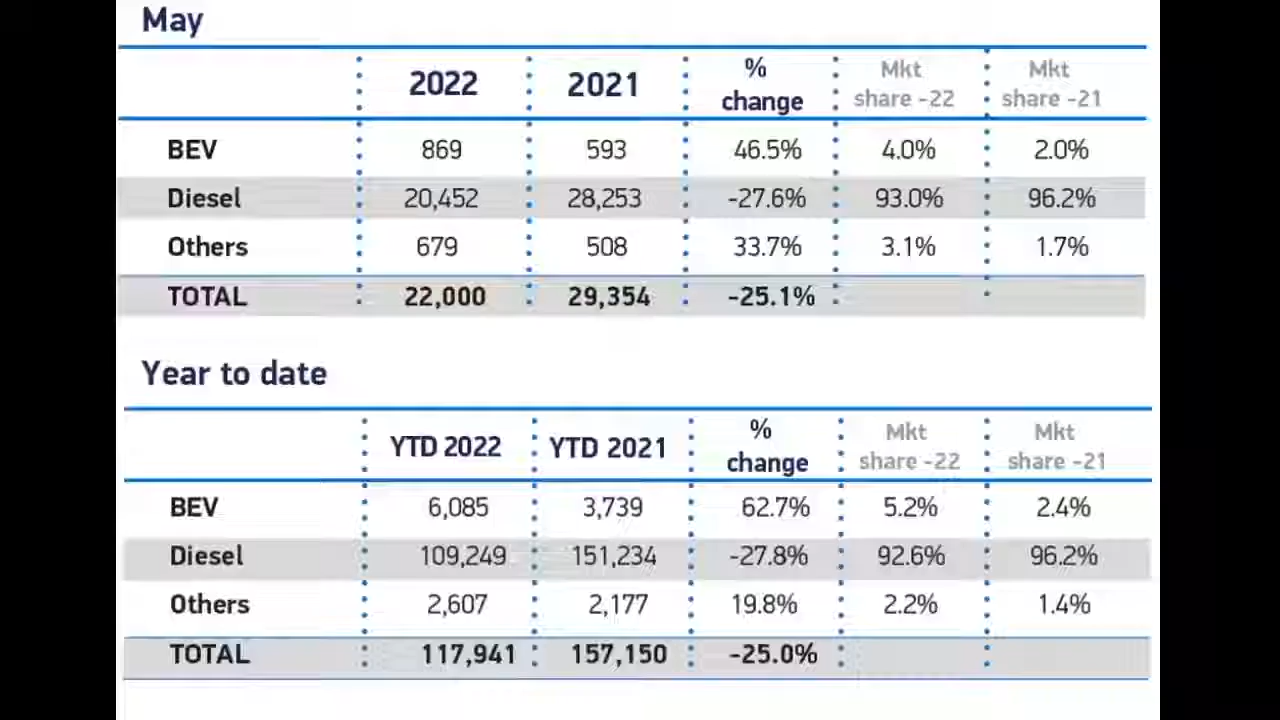 May
2022 2021 % change Mkt share -22 Mkt share -21
BEV 869 593 46.5% 4.0% 2.0%
Diesel 20,452 28,253 -27.6% 93.0% 96.2%
Others 679 508 33.7% 3.1% 1.7%
TOTAL 22,000 29,354 -25.1%
Year to date
YTD 2022 YTD 2021 % change Mkt share -22 Mkt share -21
BEV 6,085 3,739 62.7% 5.2% 2.4%
Diesel 109,249 151,234 -27.8% 92.6% 96.2%
Others 2,607 2,177 19.8% 2.2% 1.4%
TOTAL 117,941 157,150 -25.0%